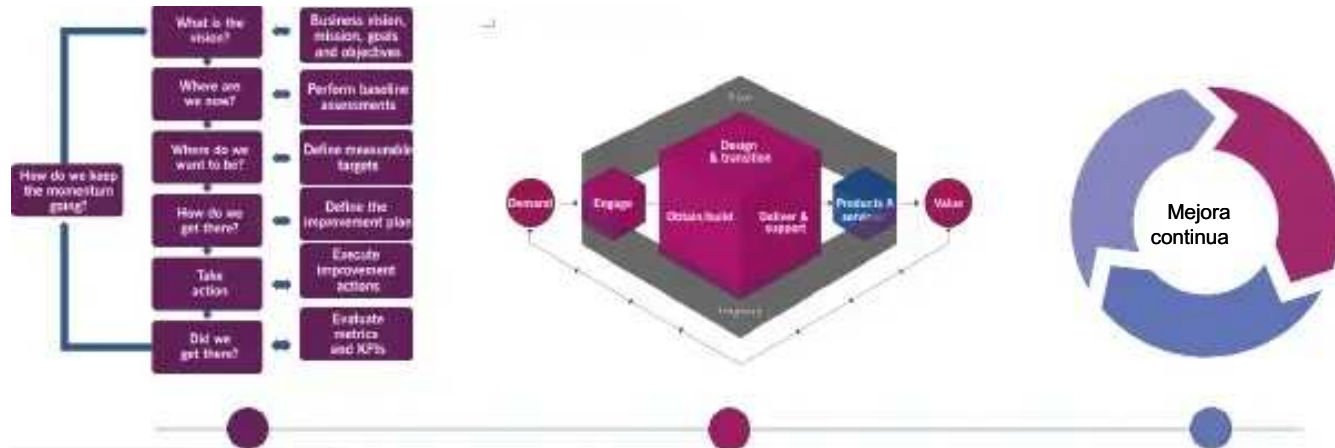 What is the
vision?
Business vision,
mission, goals
and objectives
Where are
we now?
Perform baseline
assessments
Where do we
want to be?
Define measurable
targets
How do we keep
the momentum
going?
How do we
get there?
Define the
improvement plan
Take
action
Execute
improvement
actions
Did we
get there?
Evaluate
metrics
and KPIs
Plan
Design
& transition
Demand
Engage
Obtain/build
Deliver &
support
Products &
Value
Improve
Mejora
continua